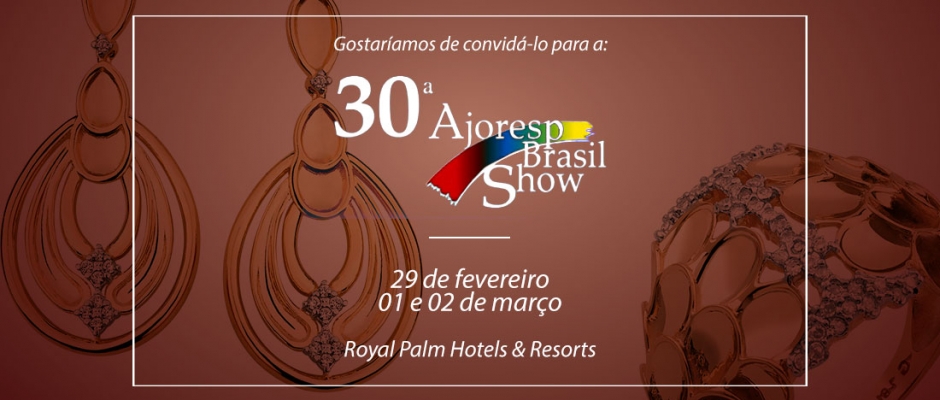 Gostaríamos de convidá-lo para a:
30ª Ajoresp
Brasil
Show
29 de fevereiro
01 e 02 de março
Royal Palm Hotels & Resorts